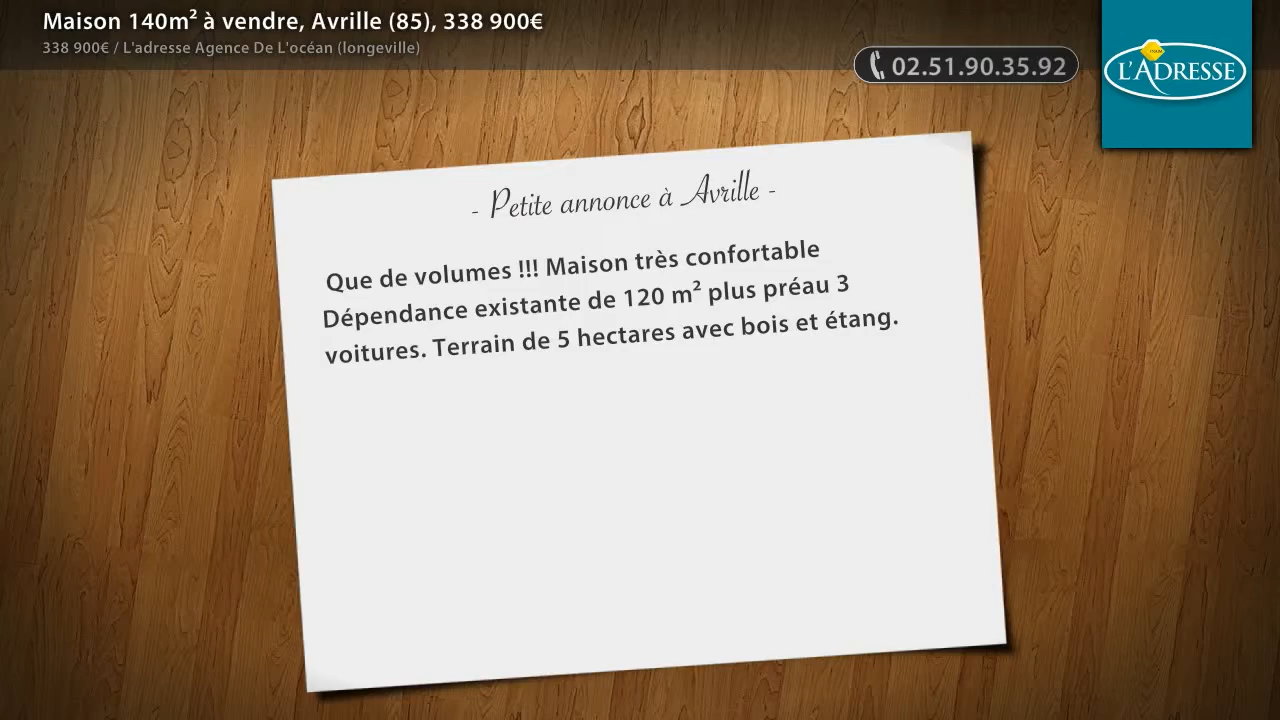 Maison 140m² à vendre, Avrille (85), 338 900€
338 900€ / L'adresse Agence De L'océan (longeville)
02.51.90.35.92
L'ADRESSE
- Petite annonce à Avrille -
Que de volumes !!! Maison très confortable
Dépendance existante de 120 m² plus préau 3
voitures. Terrain de 5 hectares avec bois et étang.